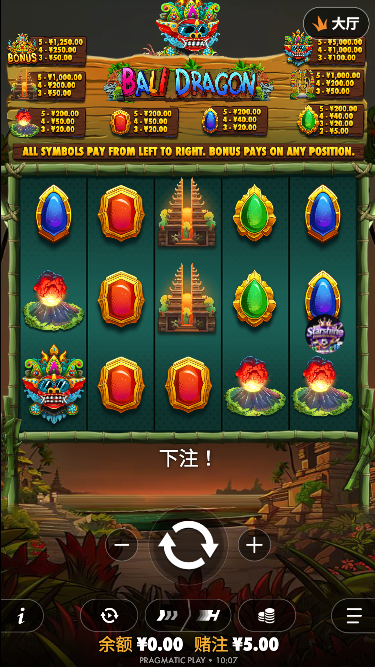 大厅
BONUS
5 - ¥1,250.00
4 - ¥250.00
3 - ¥50.00
5 - ¥5,000.00
4 - ¥1,000.00
3 - ¥100.00
5 - ¥1,000.00
4 - ¥200.00
3 - ¥50.00
BALI DRAGON
5 - ¥1,000.00
4 - ¥200.00
3 - ¥50.00
5 - ¥200.00
4 - ¥50.00
3 - ¥20.00
5 - ¥200.00
4 - ¥50.00
3 - ¥20.00
5 - ¥200.00
4 - ¥40.00
3 - ¥20.00
5 - ¥200.00
4 - ¥40.00
3 - ¥20.00
2 - ¥5.00
ALL SYMBOLS PAY FROM LEFT TO RIGHT. BONUS PAYS ON ANY POSITION.
Starshine
下注！
余额 ¥0.00 赌注 ¥5.00
PRAGMATIC PLAY • 10:07